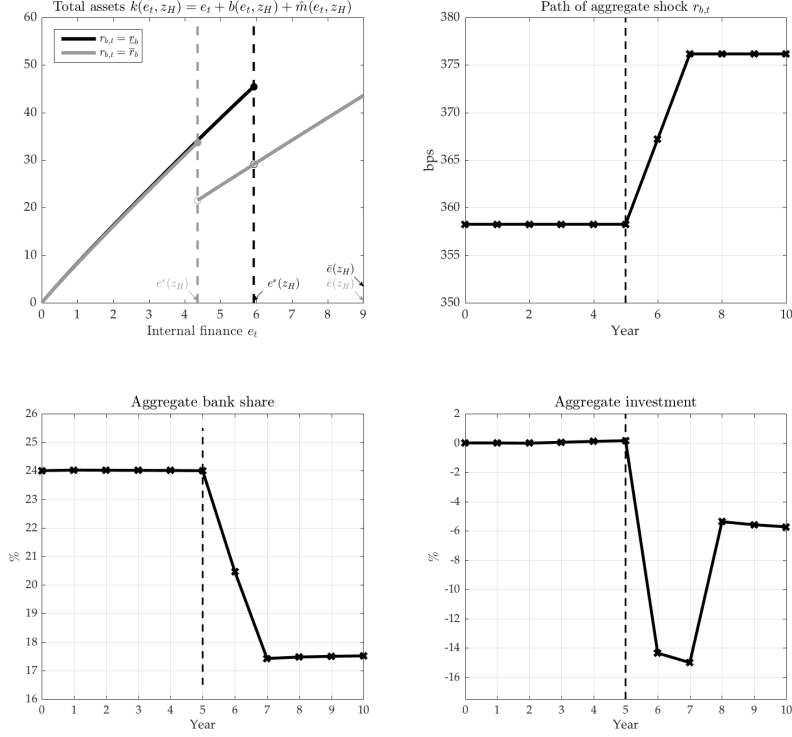 Total assets k(e_t, z_H) = e_t + b(e_t, z_H) + m̂(e_t, z_H)
60
50
40
30
20
10
0
r_{b,t} = r̲_b
r_{b,t} = r̄_b
e*(z_H)
e*(z_H)
ē(z_H)
ē(z_H)
0 1 2 3 4 5 6 7 8 9
Internal finance e_t
Path of aggregate shock r_{b,t}
380
375
370
365
360
355
350
bps
0 2 4 5 6 8 10
Year
Aggregate bank share
26
25
24
23
22
21
20
19
18
17
16
%
0 1 2 3 4 5 6 7 8 9 10
Year
Aggregate investment
2
0
-2
-4
-6
-8
-10
-12
-14
-16
%
0 1 2 3 4 5 6 7 8 9 10
Year